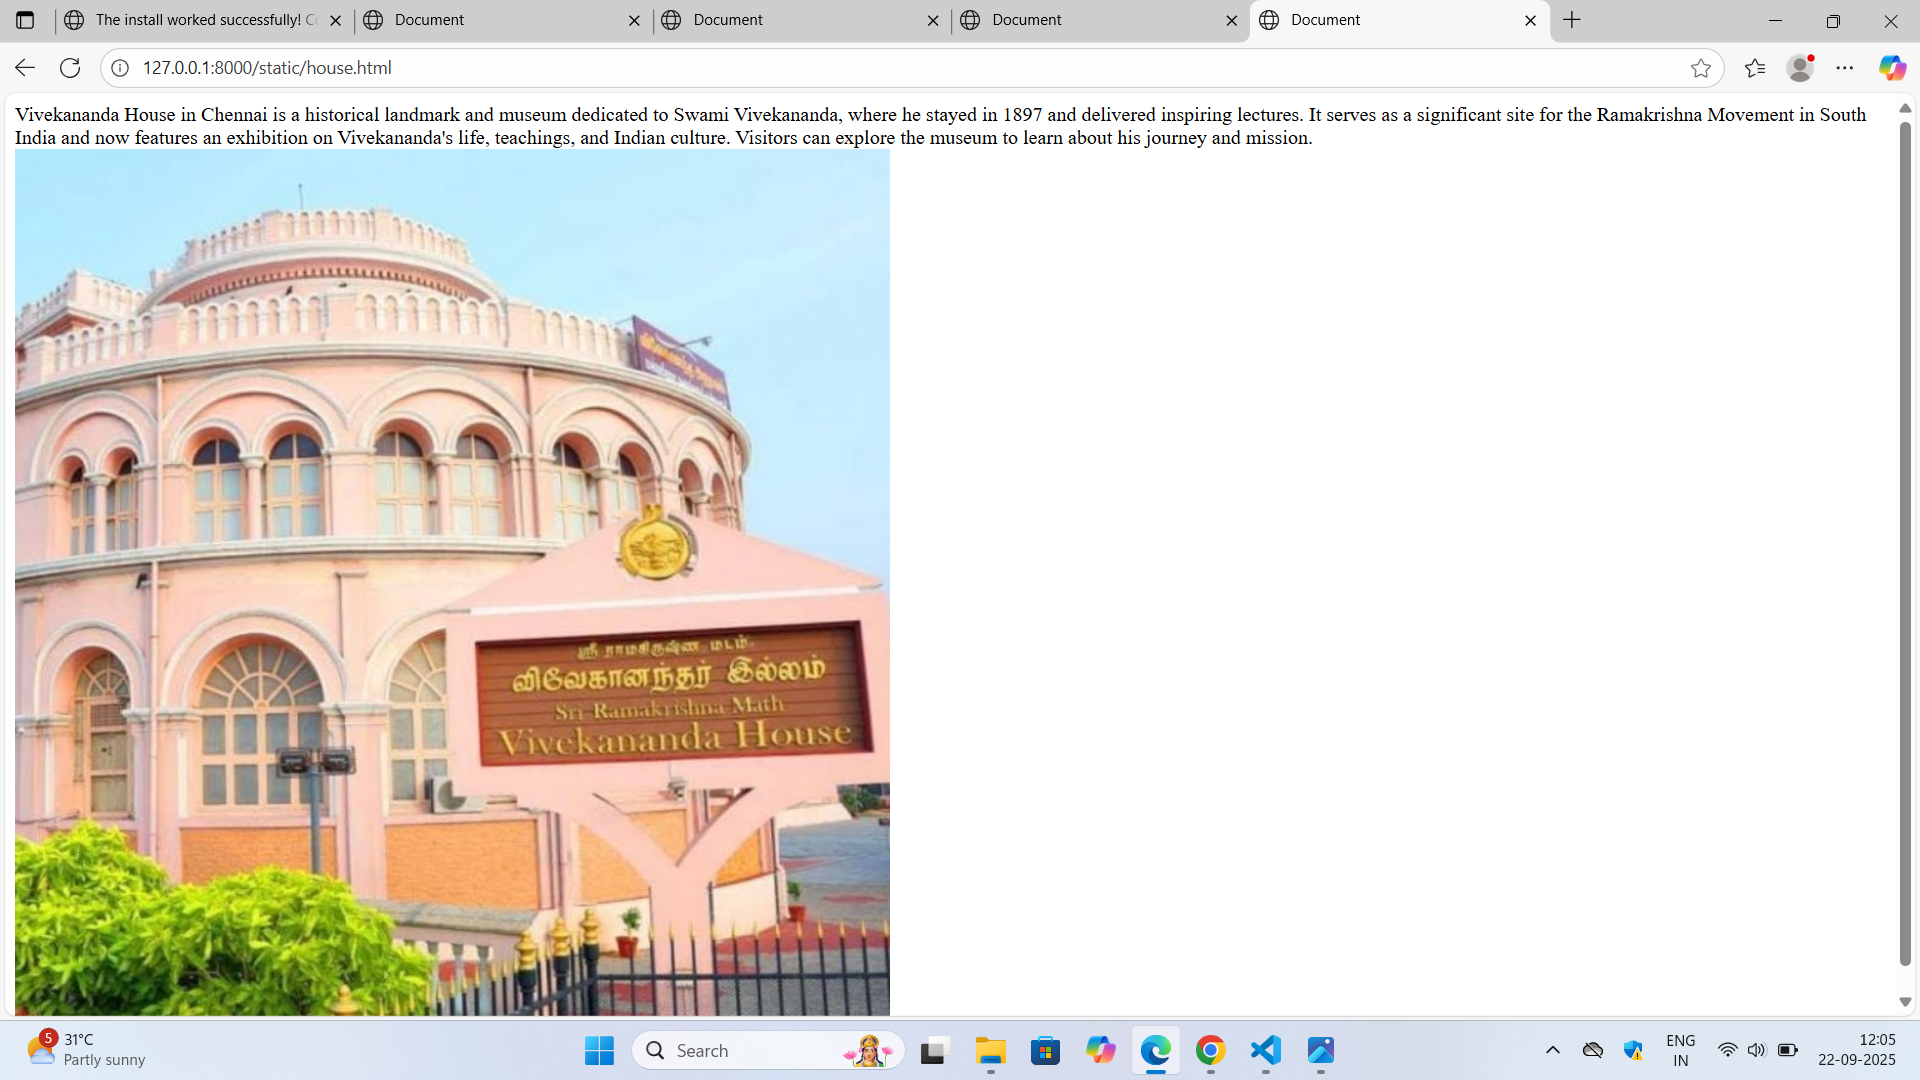 The install worked successfully! Co
Document
Document
Document
Document
127.0.0.1:8000/static/house.html
Vivekananda House in Chennai is a historical landmark and museum dedicated to Swami Vivekananda, where he stayed in 1897 and delivered inspiring lectures. It serves as a significant site for the Ramakrishna Movement in South
India and now features an exhibition on Vivekananda's life, teachings, and Indian culture. Visitors can explore the museum to learn about his journey and mission.
ஸ்ரீ ராமகிருஷ்ண மடம்
விவேகானந்தர் இல்லம்
Sri Ramakrishna Math
Vivekananda House
5
31°C
Partly sunny
Search
ENG
IN
12:05
22-09-2025